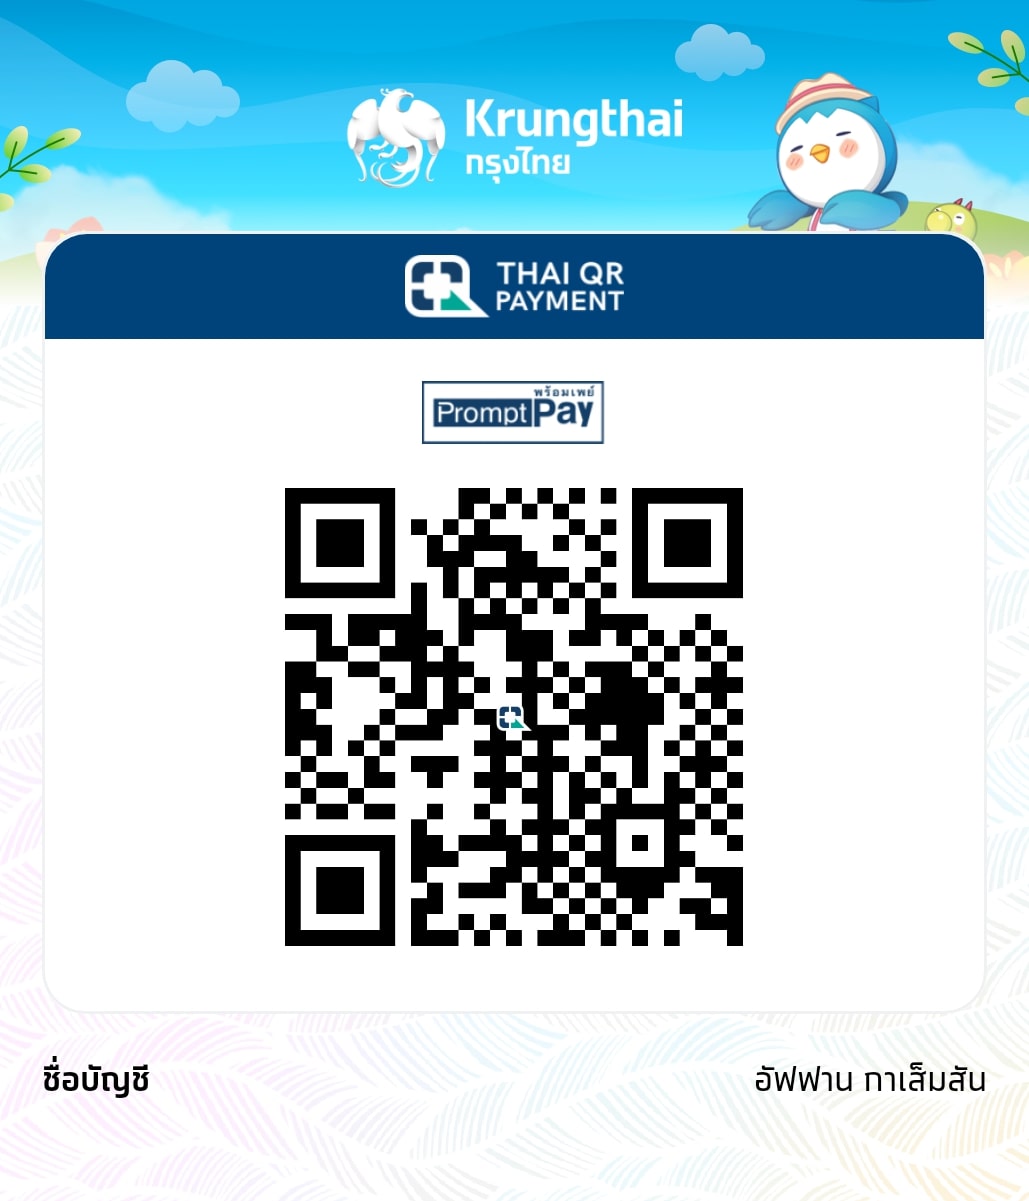 Krungthai
กรุงไทย
THAI QR
PAYMENT
พร้อมเพย์
PromptPay
ชื่อบัญชี อัฟฟาน กาเส็มสัน